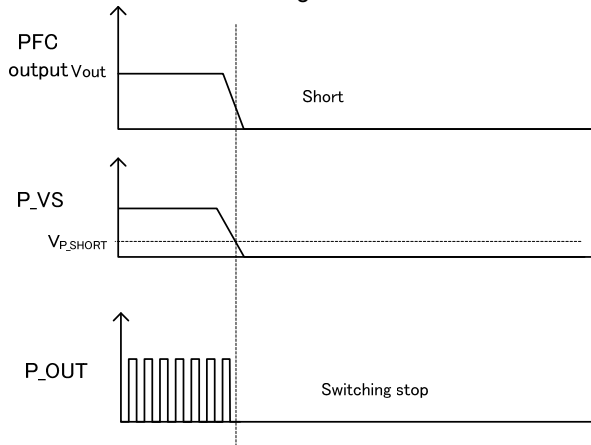 PFC
output Vout
Short
P_VS
VP_SHORT
P_OUT
Switching stop